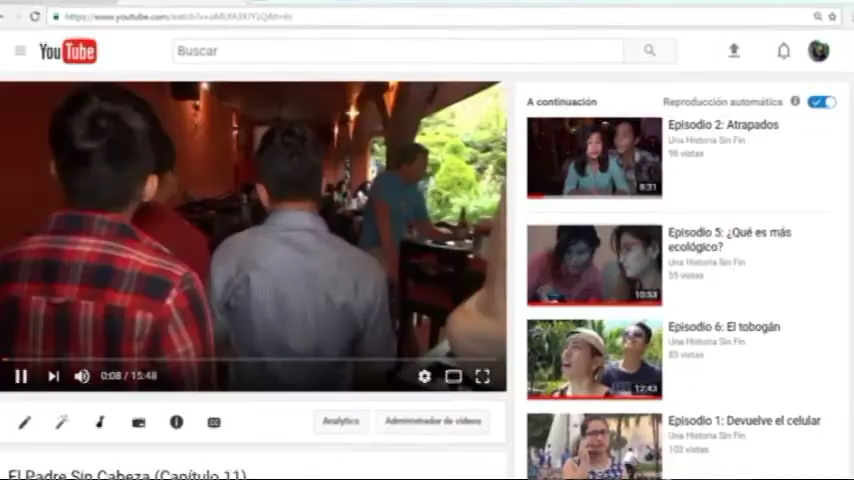 YouTube
Buscar
A continuación
Reproducción automática
Episodio 2: Atrapados
Una Historia Sin Fin
96 vistas
8:31
Episodio 5: ¿Qué es más
ecológico?
Una Historia Sin Fin
55 vistas
10:53
Episodio 6: El tobogán
Una Historia Sin Fin
85 vistas
12:43
Episodio 1: Devuelve el celular
Una Historia Sin Fin
103 vistas
0:08 / 15:48
Analytics
Administrador de vídeos
El Padre Sin Cabeza (Capítulo 11)